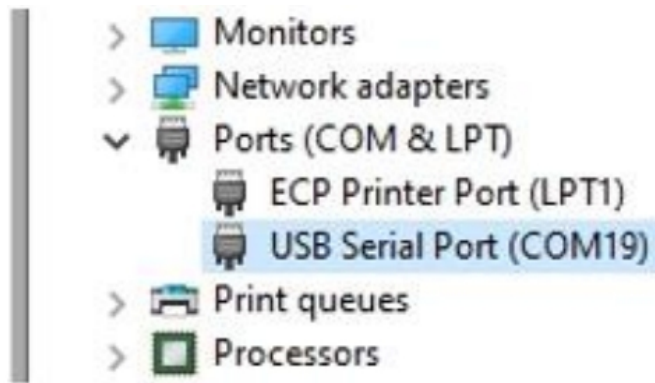 Monitors
Network adapters
Ports (COM & LPT)
ECP Printer Port (LPT1)
USB Serial Port (COM19)
Print queues
Processors